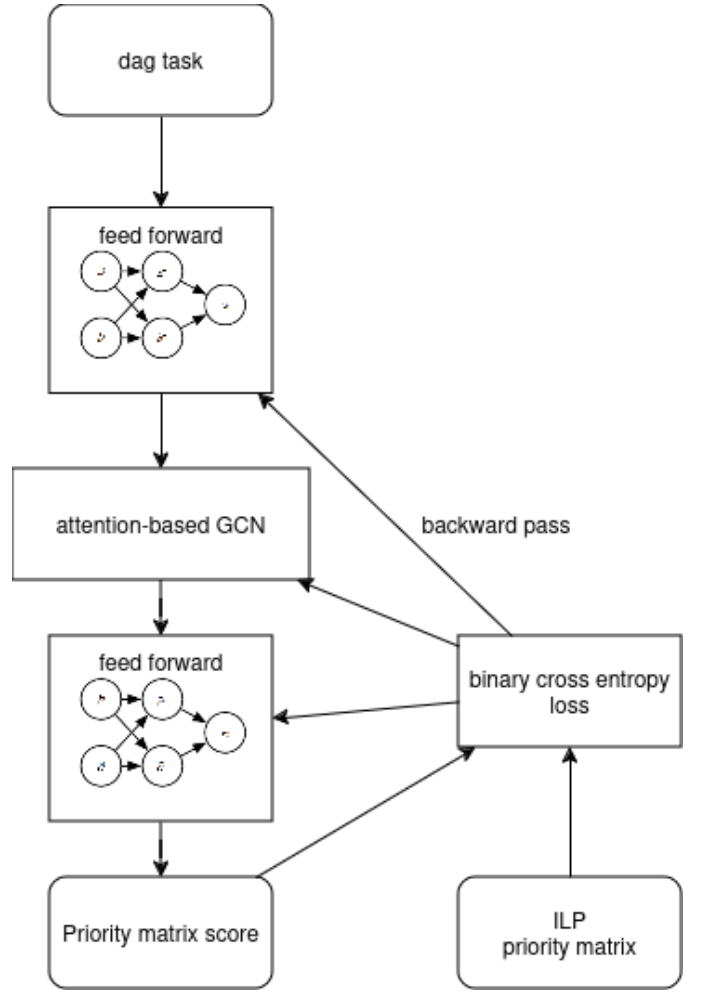 dag task
feed forward
attention-based GCN
backward pass
feed forward
binary cross entropy
loss
Priority matrix score
ILP
priority matrix